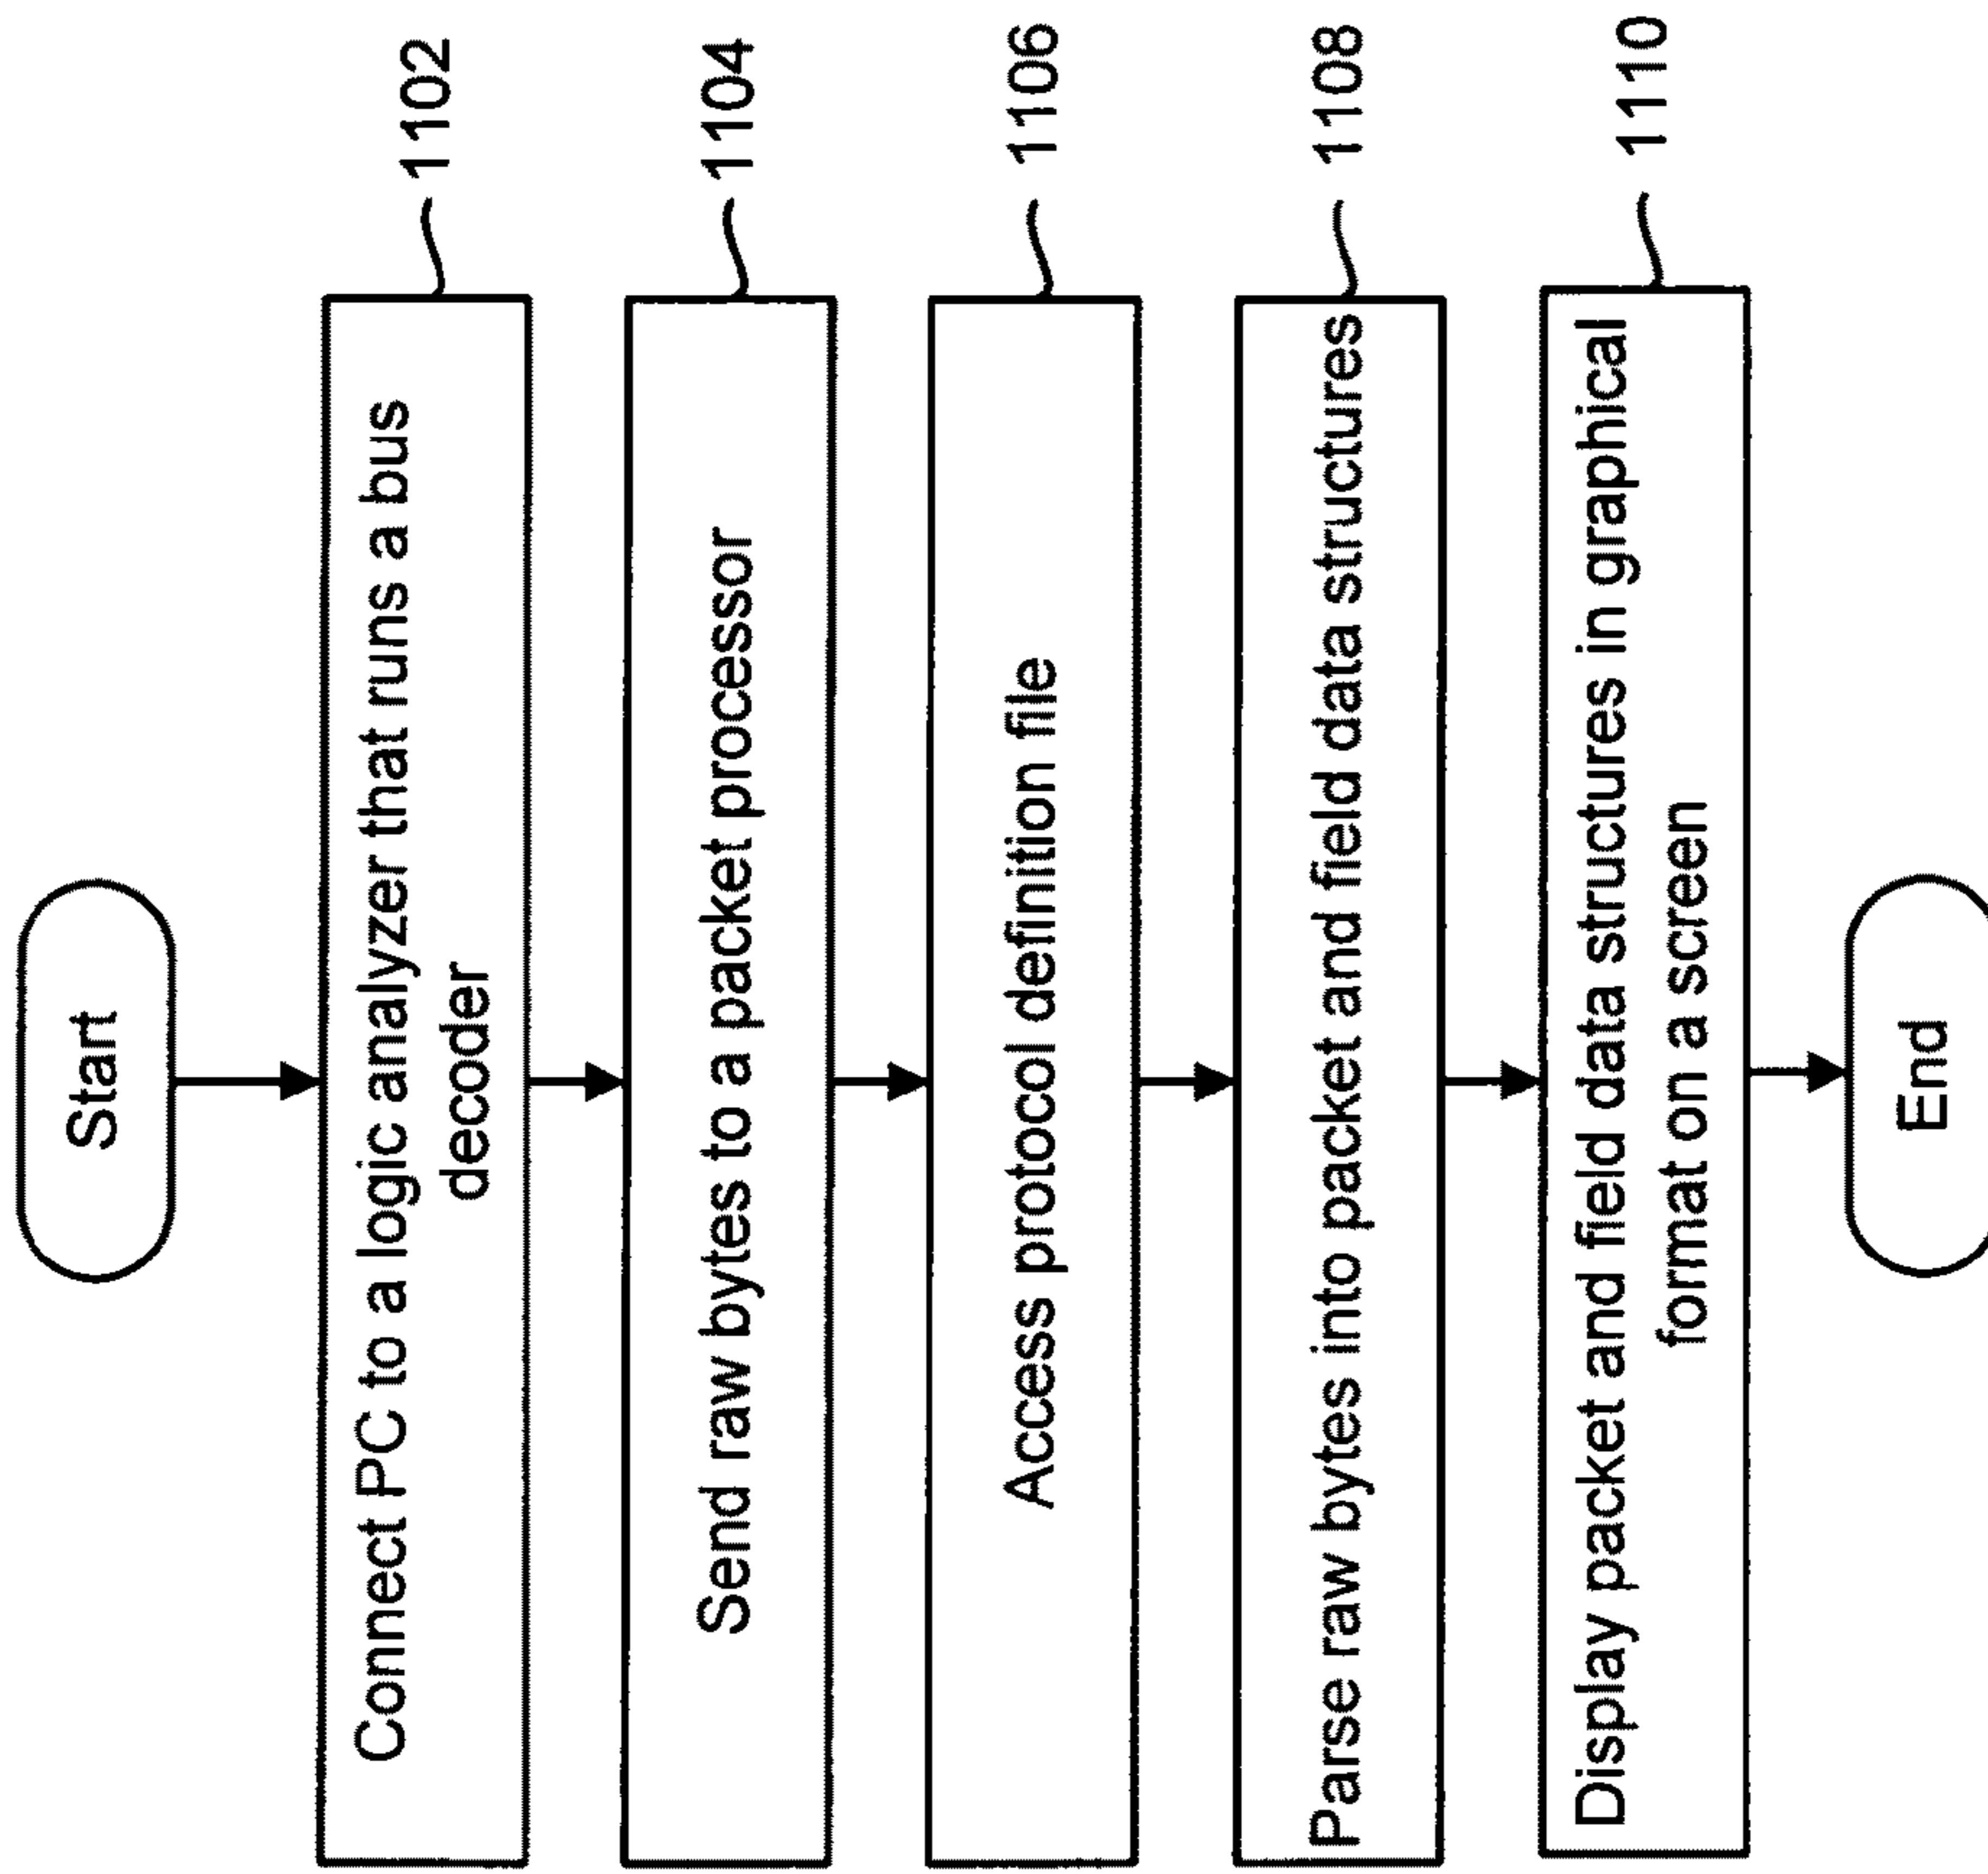 Start
Connect PC to a logic analyzer that runs a bus
decoder
1102
Send raw bytes to a packet processor
1104
Access protocol definition file
1106
Parse raw bytes into packet and field data structures
1108
Display packet and field data structures in graphical
format on a screen
1110
End